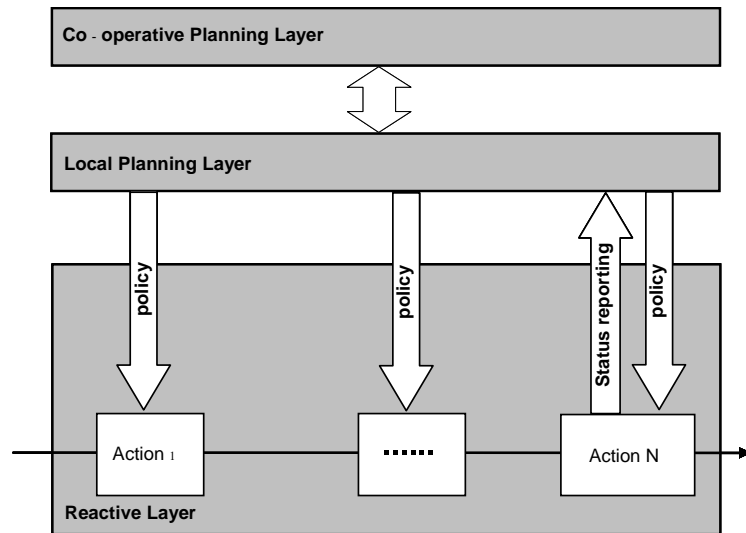 Co - operative Planning Layer
Local Planning Layer
policy
policy
Status reporting
policy
Action 1
......
Action N
Reactive Layer